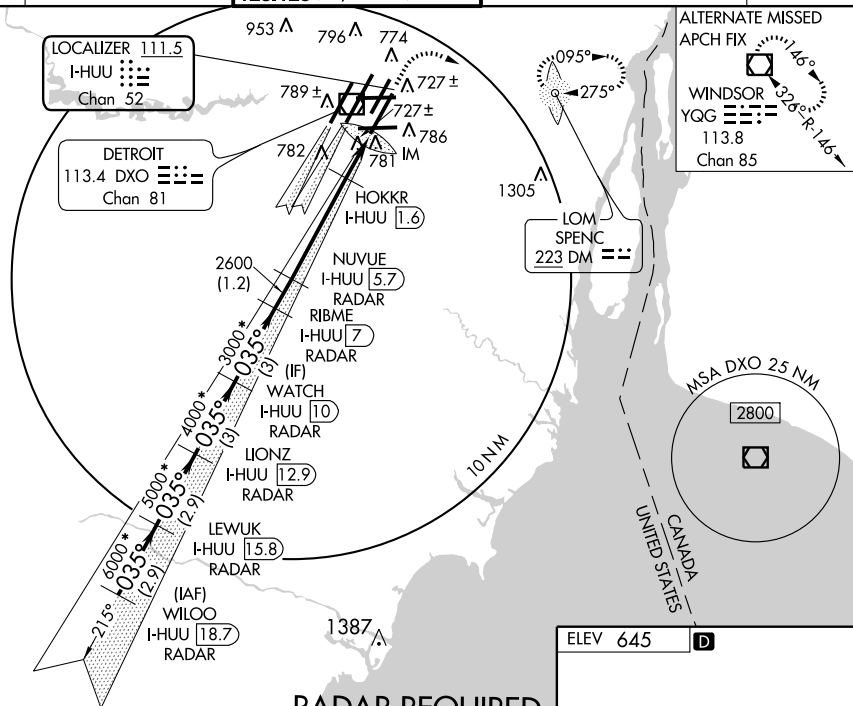 LOCALIZER 111.5
I-HUU
Chan 52
DETROIT
113.4 DXO
Chan 81
953
796
774
789 ±
727 ±
727 ±
786
782
781
IM
HOKKR
I-HUU 1.6
NUVUE
I-HUU 5.7
RADAR
2600
(1.2)
RIBME
I-HUU 7
RADAR
3000*
035°
(3)
(IF)
WATCH
I-HUU 10
RADAR
4000*
035°
(3)
LIONZ
I-HUU 12.9
RADAR
5000*
035°
(2.9)
LEWUK
I-HUU 15.8
RADAR
6000*
035°
(2.9)
215°
(IAF)
WILOO
I-HUU 18.7
RADAR
10 NM
095°
275°
1305
LOM
SPENC
223 DM
ALTERNATE MISSED
APCH FIX
146°
326°
R-146
WINDSOR
YQG
113.8
Chan 85
MSA DXO 25 NM
2800
CANADA
UNITED STATES
1387
ELEV 645 D
RADAR REQUIRED